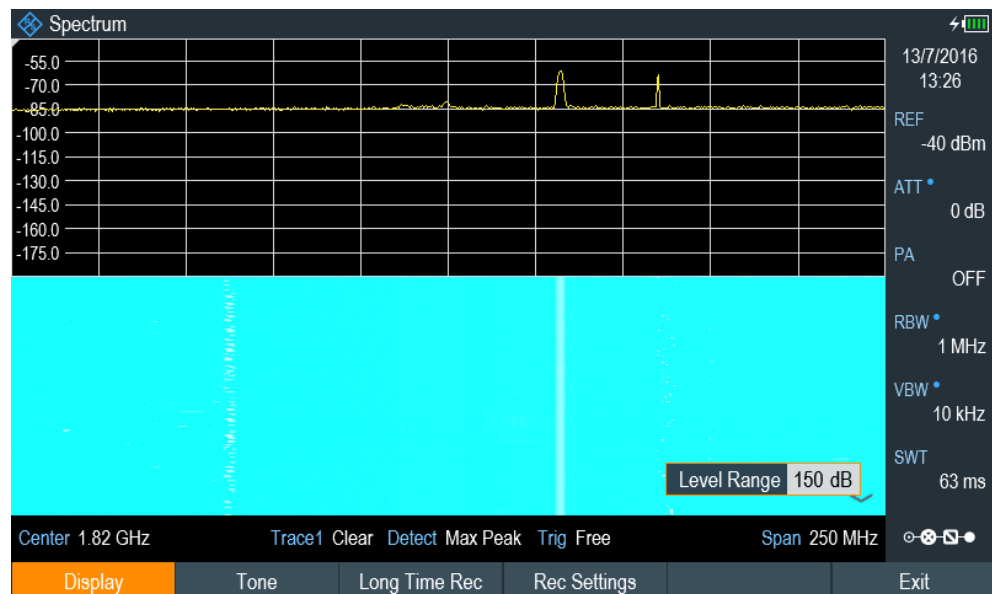 Spectrum
13/7/2016
13:26
-55.0
-70.0
-85.0
-100.0
-115.0
-130.0
-145.0
-160.0
-175.0
REF
-40 dBm
ATT
0 dB
PA
OFF
RBW
1 MHz
VBW
10 kHz
SWT
63 ms
Level Range 150 dB
Center 1.82 GHz Trace1 Clear Detect Max Peak Trig Free Span 250 MHz
Display Tone Long Time Rec Rec Settings Exit